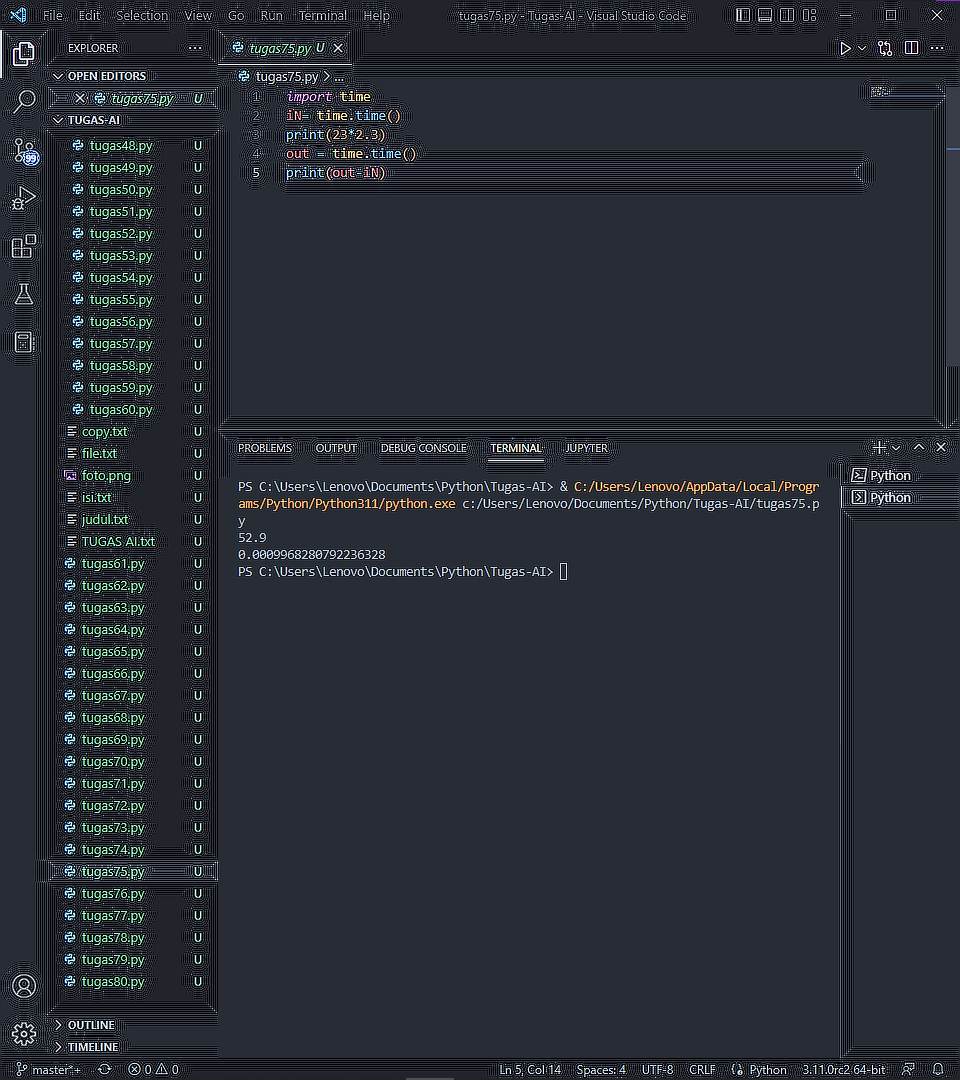 File Edit Selection View Go Run Terminal Help tugas75.py - Tugas-AI - Visual Studio Code
EXPLORER
OPEN EDITORS
tugas75.py U
TUGAS-AI
tugas48.py U
tugas49.py U
tugas50.py U
tugas51.py U
tugas52.py U
tugas53.py U
tugas54.py U
tugas55.py U
tugas56.py U
tugas57.py U
tugas58.py U
tugas59.py U
tugas60.py U
copy.txt U
file.txt U
foto.png U
isi.txt U
judul.txt U
TUGAS AI.txt U
tugas61.py U
tugas62.py U
tugas63.py U
tugas64.py U
tugas65.py U
tugas66.py U
tugas67.py U
tugas68.py U
tugas69.py U
tugas70.py U
tugas71.py U
tugas72.py U
tugas73.py U
tugas74.py U
tugas75.py U
tugas76.py U
tugas77.py U
tugas78.py U
tugas79.py U
tugas80.py U
OUTLINE
TIMELINE
99
tugas75.py U
tugas75.py > ...
1 import time
2 iN= time.time()
3 print(23*2.3)
4 out = time.time()
5 print(out-iN)
PROBLEMS OUTPUT DEBUG CONSOLE TERMINAL JUPYTER
PS C:\Users\Lenovo\Documents\Python\Tugas-AI> & C:/Users/Lenovo/AppData/Local/Progr
ams/Python/Python311/python.exe c:/Users/Lenovo/Documents/Python/Tugas-AI/tugas75.p
y
52.9
0.0009968280792236328
PS C:\Users\Lenovo\Documents\Python\Tugas-AI>
Python
Python
master*+ 0 0 Ln 5, Col 14 Spaces: 4 UTF-8 CRLF Python 3.11.0rc2 64-bit